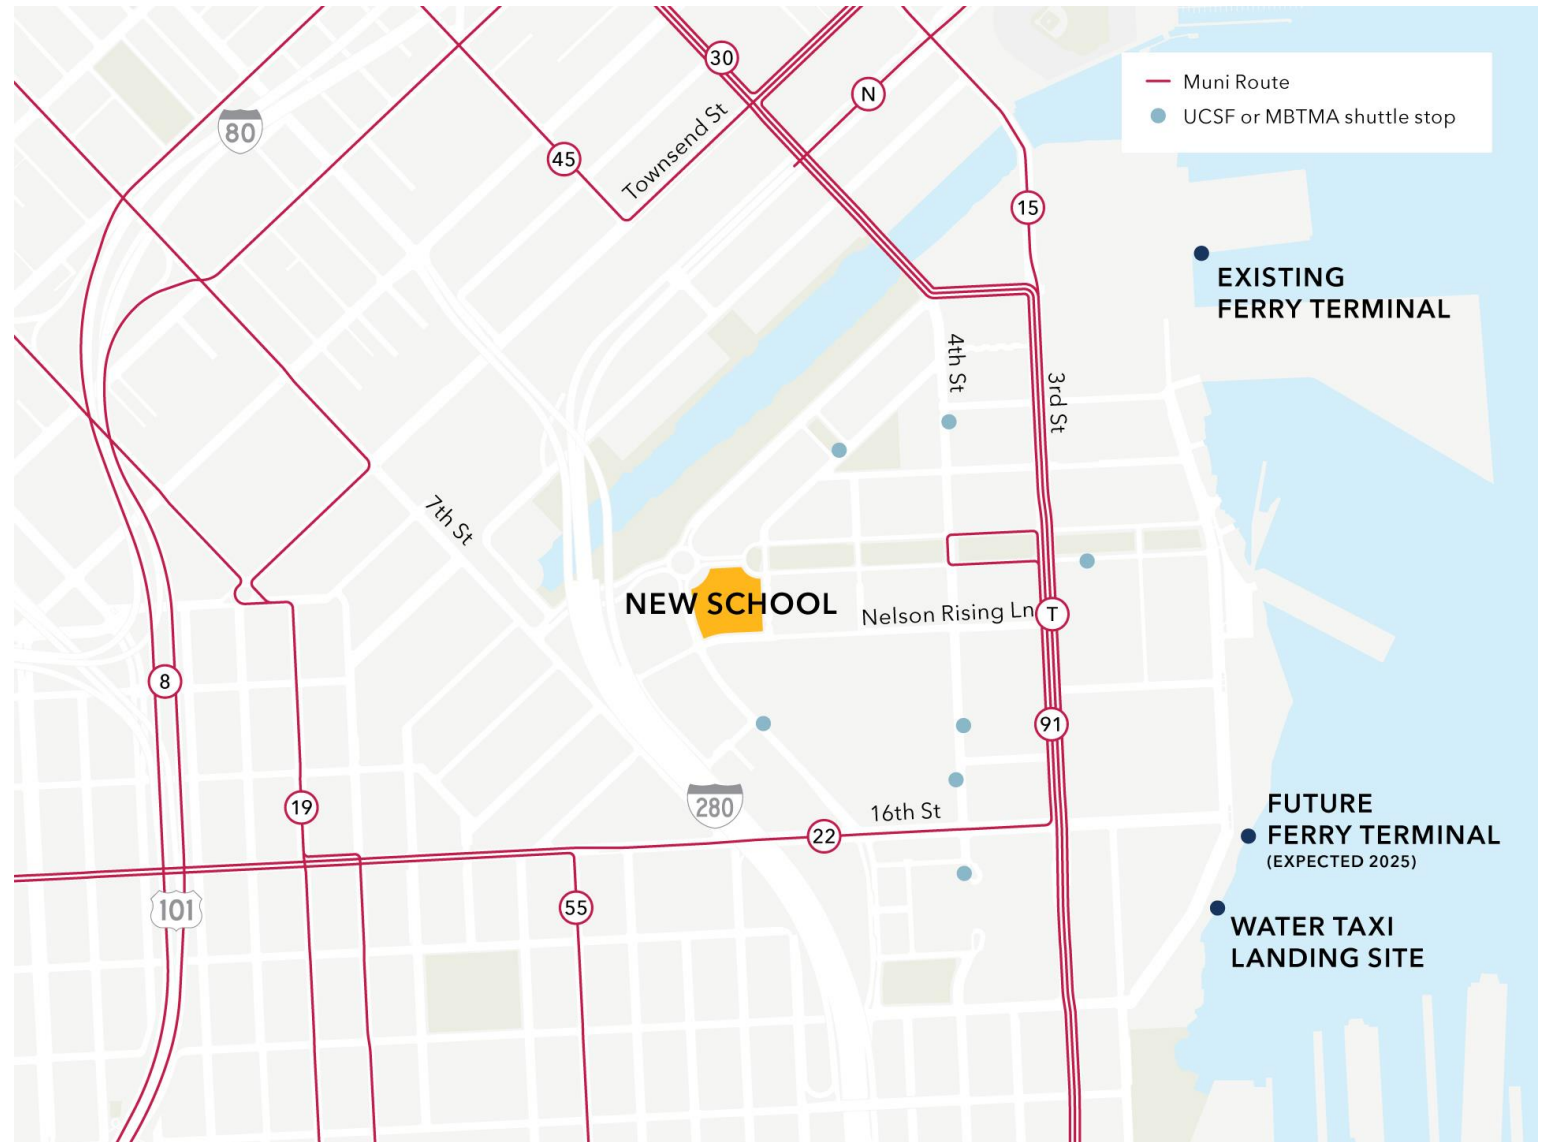 30
Muni Route
N
UCSF or MBTMA shuttle stop
80
45
Townsend St
15
EXISTING
FERRY TERMINAL
4th St
3rd St
7th St
NEW SCHOOL
Nelson Rising Ln
T
8
91
280
19
16th St
22
FUTURE
FERRY TERMINAL
(EXPECTED 2025)
101
55
WATER TAXI
LANDING SITE